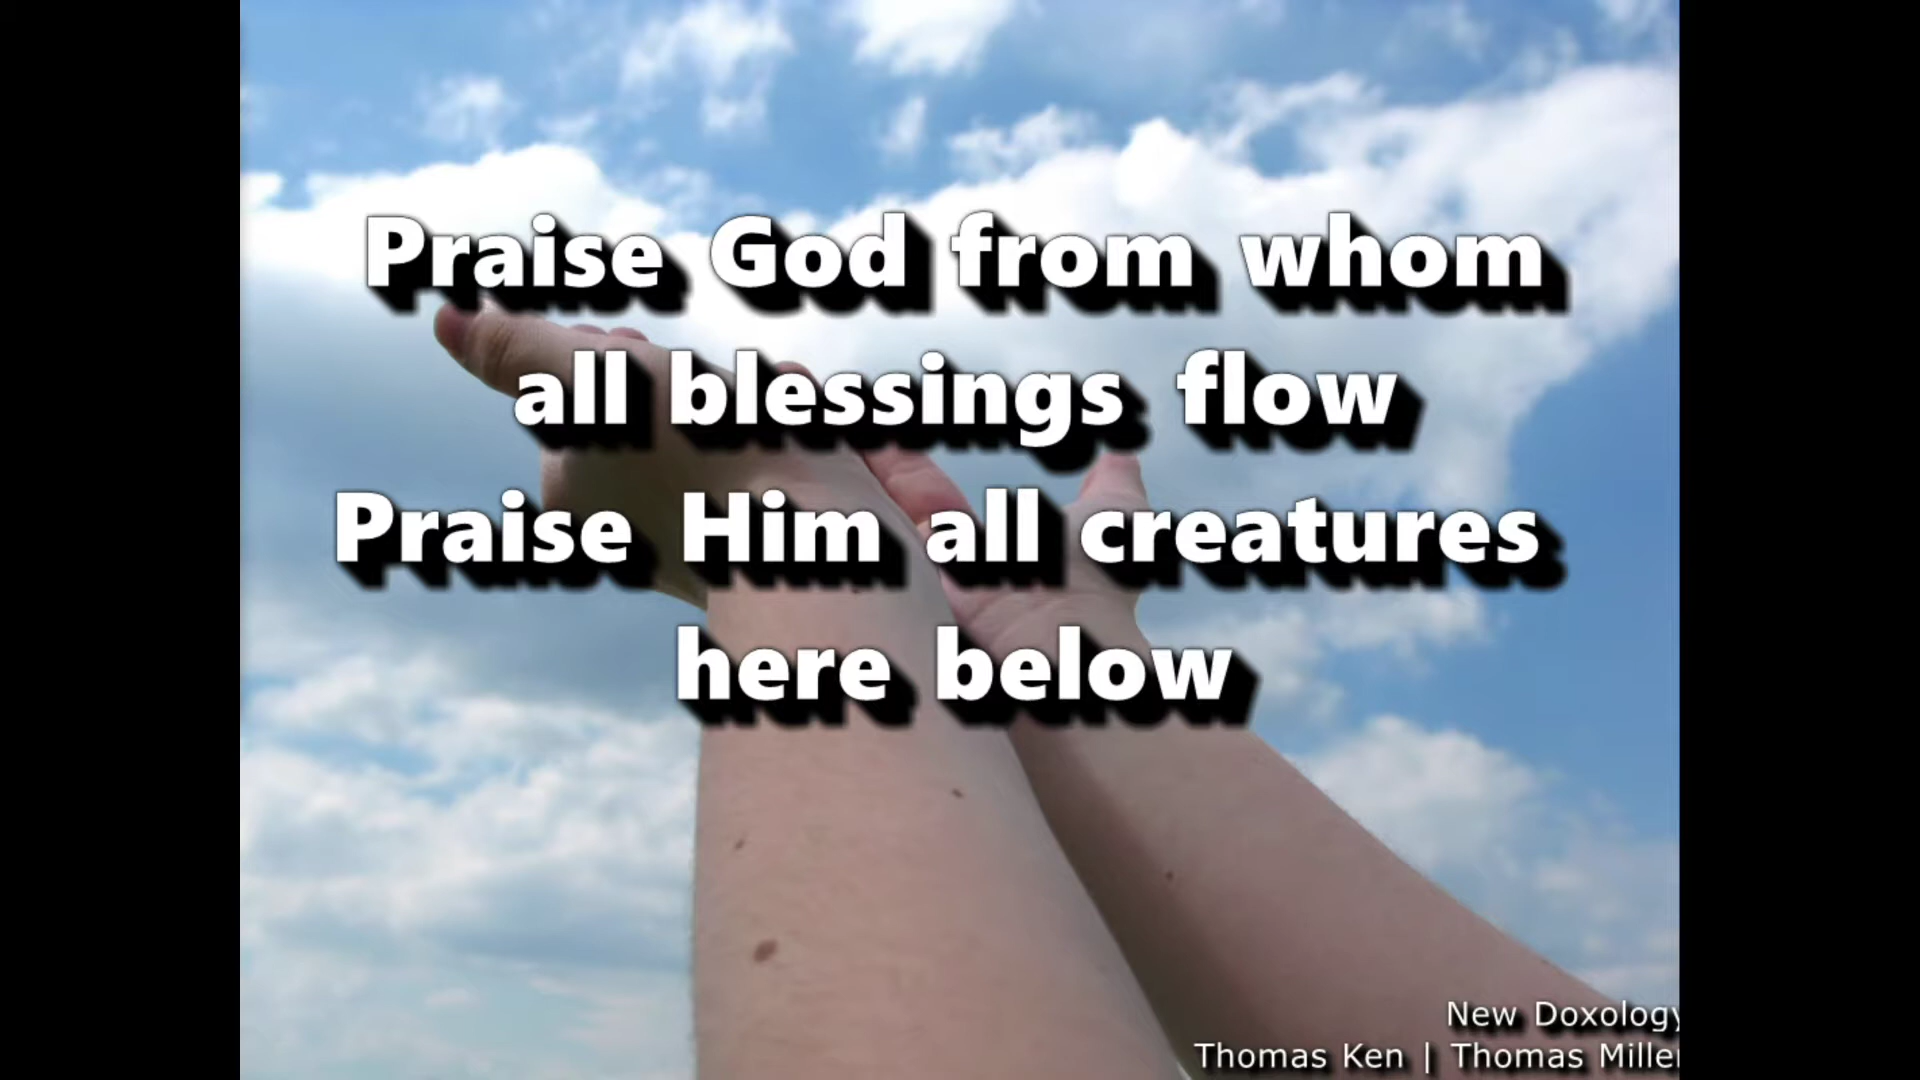 Praise God from whom
all blessings flow
Praise Him all creatures
here below
New Doxology
Thomas Ken | Thomas Miller